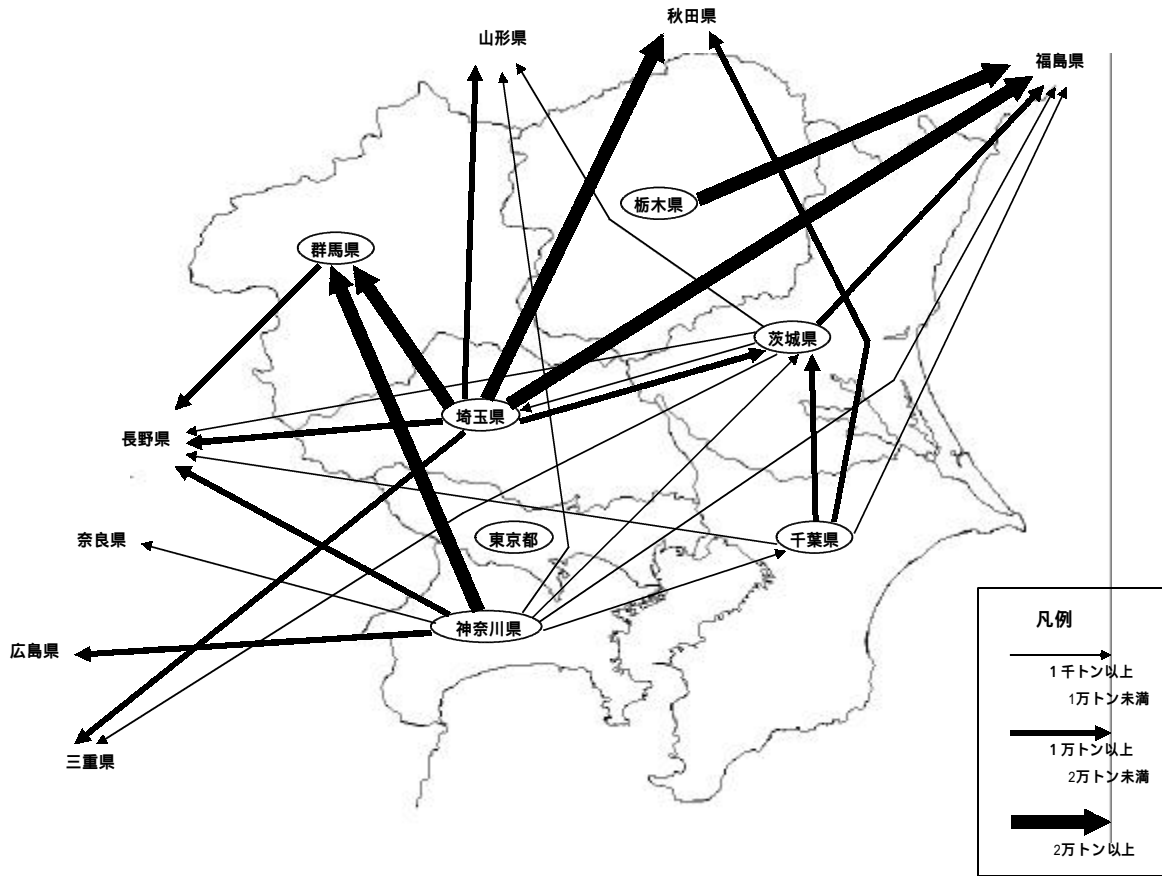 秋田県
山形県
福島県
栃木県
群馬県
茨城県
埼玉県
長野県
奈良県
東京都
千葉県
神奈川県
広島県
三重県
凡例
1千トン以上
1万トン未満
1万トン以上
2万トン未満
2万トン以上